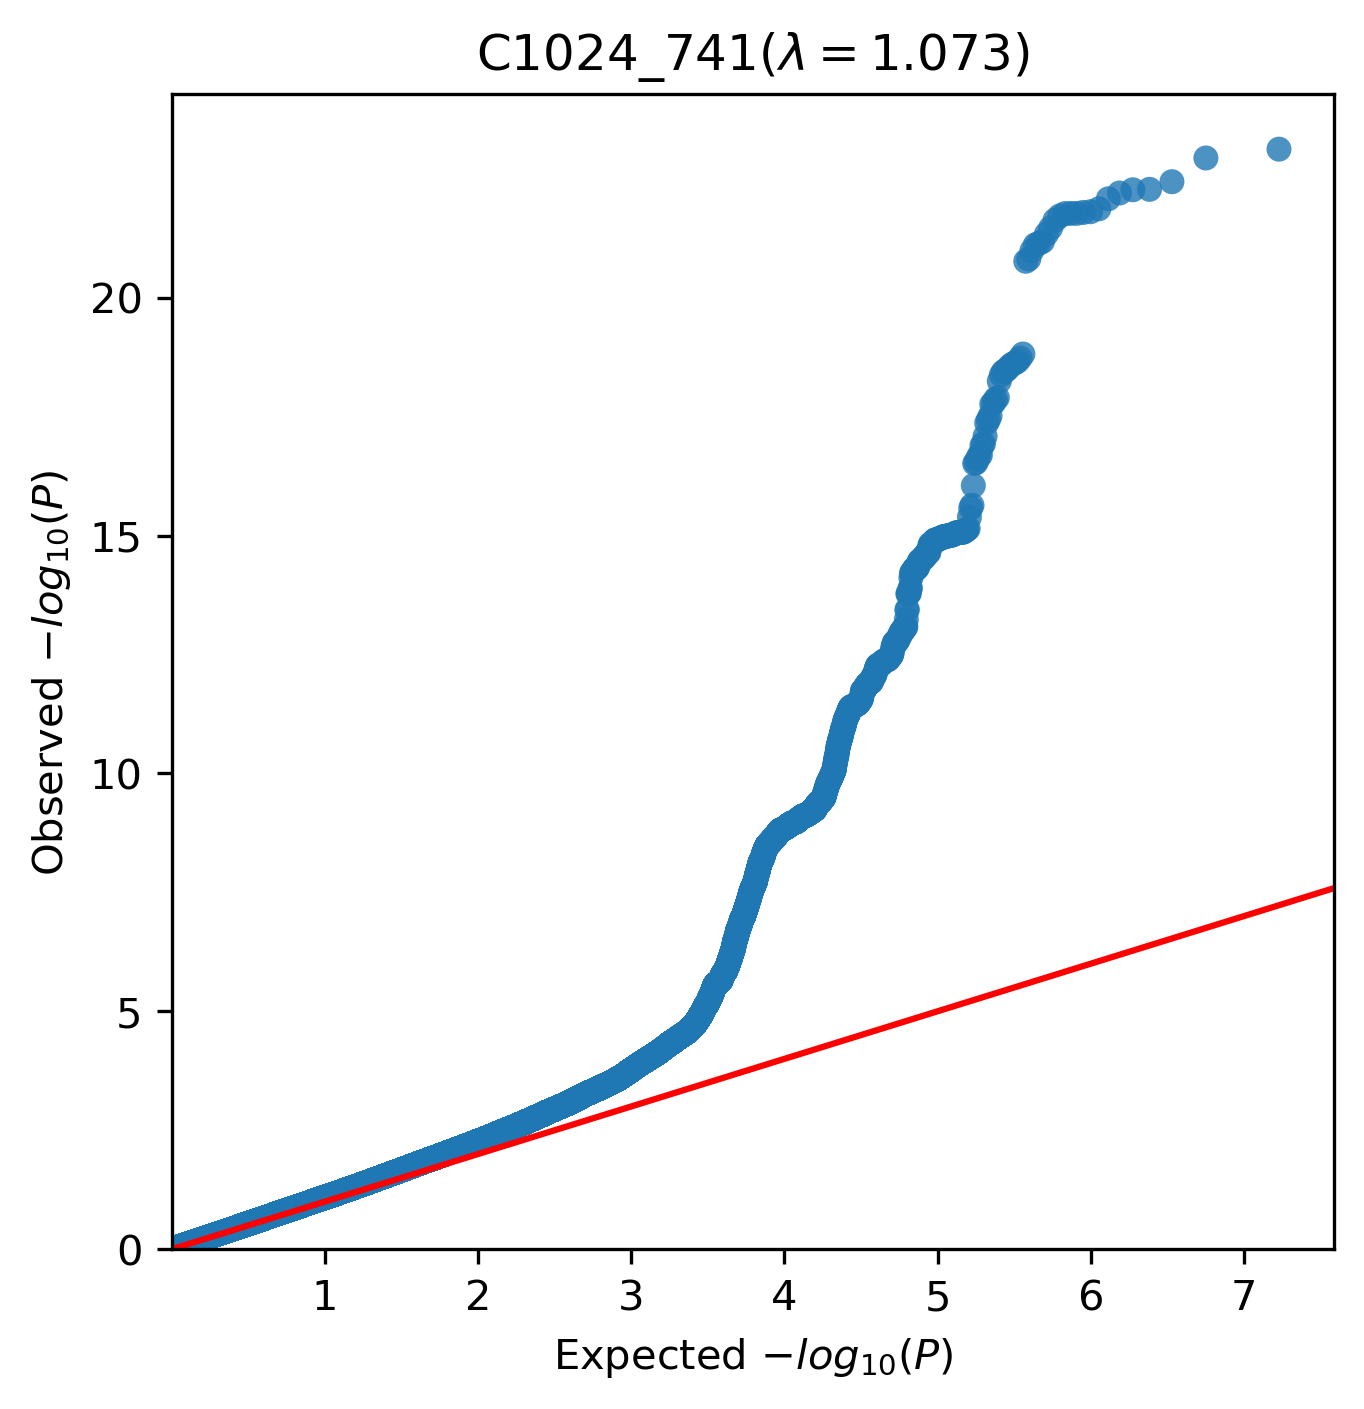 C1024_741(λ = 1.073)
20
15
10
5
0
Observed −log₁₀(P)
1 2 3 4 5 6 7
Expected −log₁₀(P)